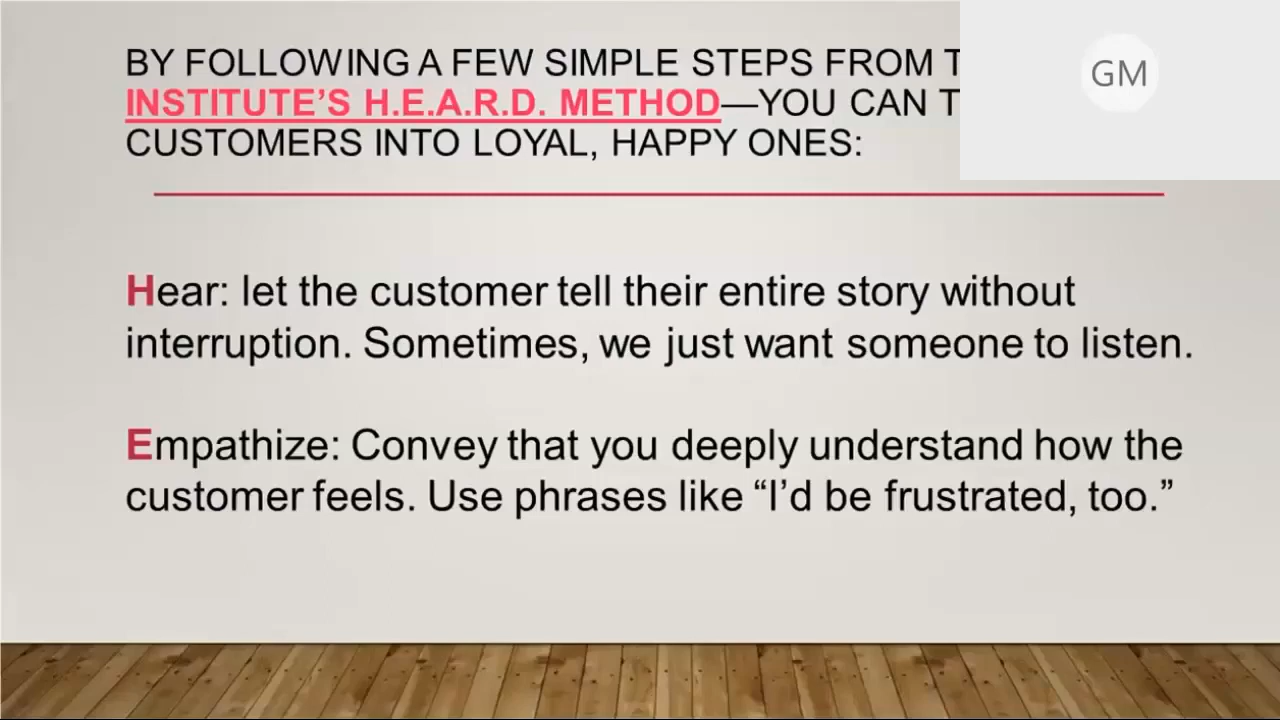 BY FOLLOWING A FEW SIMPLE STEPS FROM
INSTITUTE’S H.E.A.R.D. METHOD—YOU CAN
CUSTOMERS INTO LOYAL, HAPPY ONES:
GM
Hear: let the customer tell their entire story without
interruption. Sometimes, we just want someone to listen.
Empathize: Convey that you deeply understand how the
customer feels. Use phrases like “I’d be frustrated, too.”